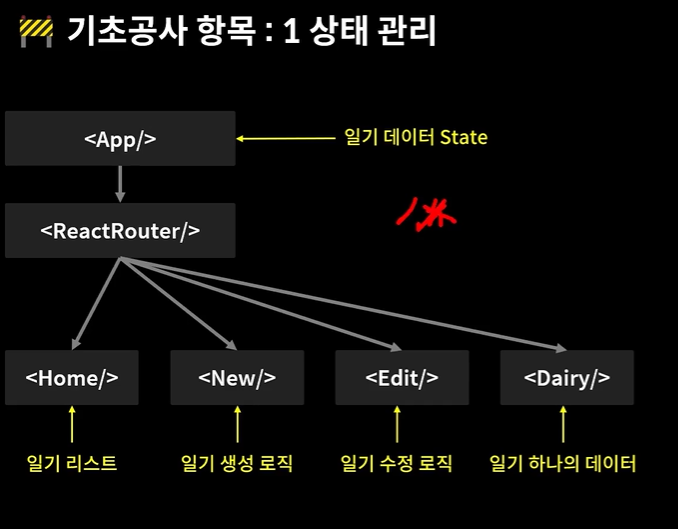 🚧 기초공사 항목 : 1 상태 관리
<App/>
일기 데이터 State
<ReactRouter/>
<Home/>
<New/>
<Edit/>
<Dairy/>
일기 리스트
일기 생성 로직
일기 수정 로직
일기 하나의 데이터